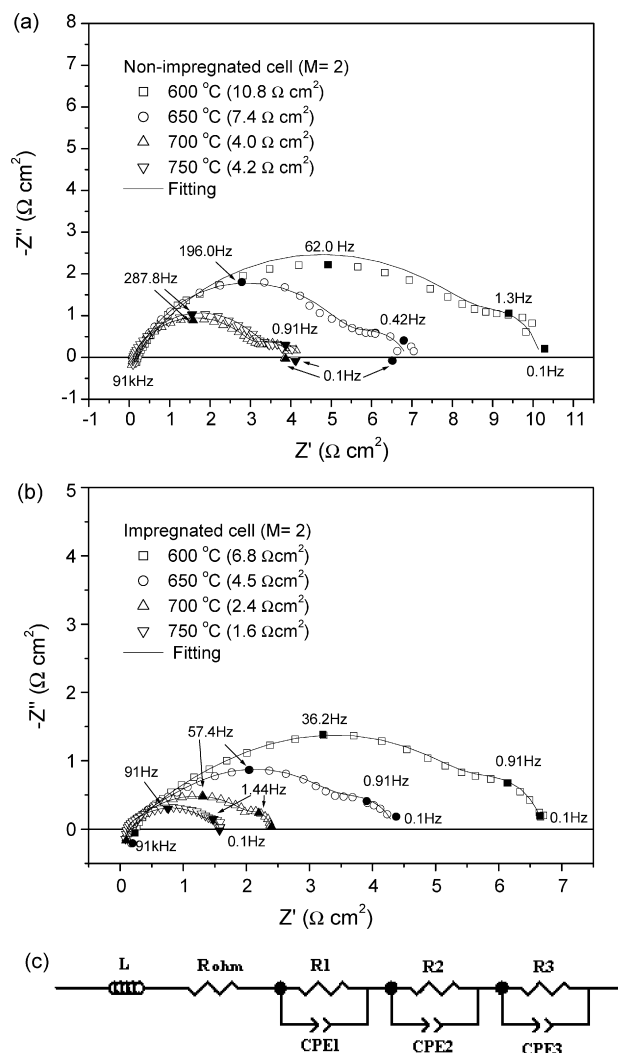 (a)
8
7
6
5
4
3
2
1
0
-1
-Z'' (Ω cm²)
Non-impregnated cell (M= 2)
600 °C (10.8 Ω cm²)
650 °C (7.4 Ω cm²)
700 °C (4.0 Ω cm²)
750 °C (4.2 Ω cm²)
Fitting
196.0Hz
62.0 Hz
287.8Hz
0.91Hz
0.42Hz
1.3Hz
91kHz
0.1Hz
0.1Hz
-1 0 1 2 3 4 5 6 7 8 9 10 11
Z' (Ω cm²)
(b)
5
4
3
2
1
0
-Z'' (Ω cm²)
Impregnated cell (M= 2)
600 °C (6.8 Ωcm²)
650 °C (4.5 Ωcm²)
700 °C (2.4 Ωcm²)
750 °C (1.6 Ωcm²)
Fitting
36.2Hz
57.4Hz
91Hz
1.44Hz
0.91Hz
0.91Hz
91kHz
0.1Hz
0.1Hz
0.1Hz
0 1 2 3 4 5 6 7
Z' (Ω cm²)
(c)
L Rohm R1 R2 R3
CPE1 CPE2 CPE3